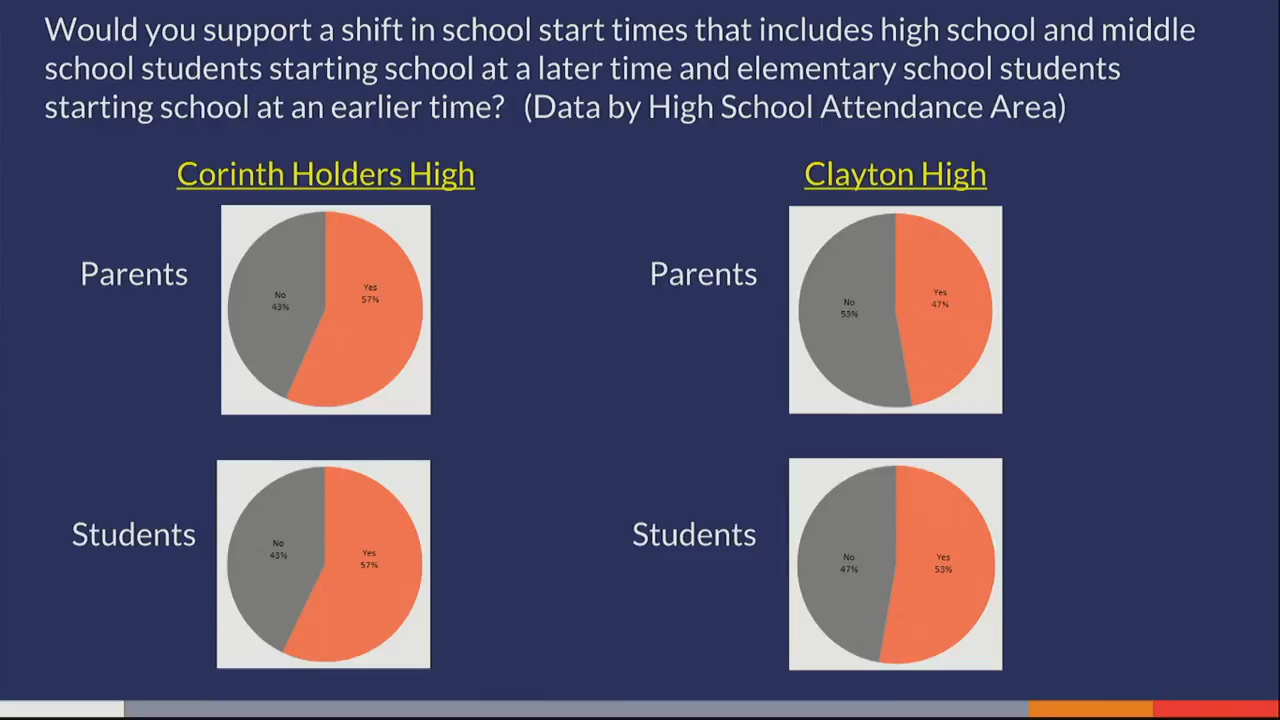 Would you support a shift in school start times that includes high school and middle
school students starting school at a later time and elementary school students
starting school at an earlier time? (Data by High School Attendance Area)
Corinth Holders High
Parents
No
43%
Yes
57%
Students
No
43%
Yes
57%
Clayton High
Parents
No
53%
Yes
47%
Students
No
47%
Yes
53%